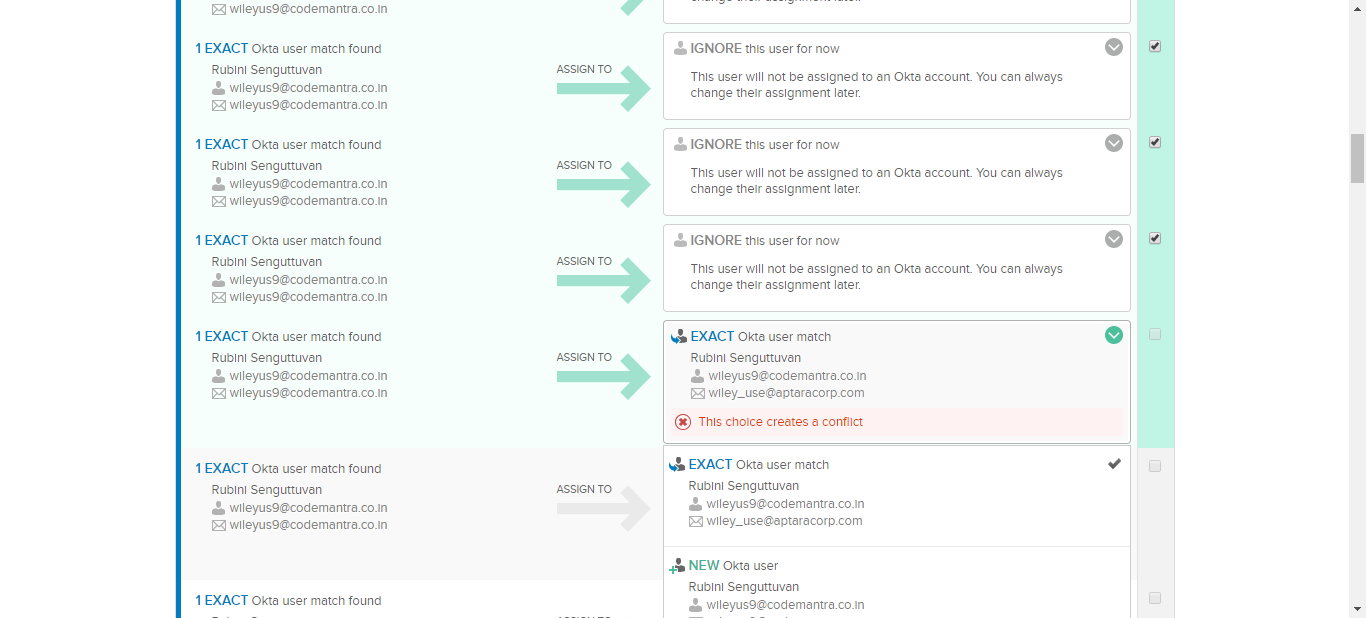 wileyus9@codemantra.co.in
change their assignment later.
1 EXACT Okta user match found
Rubini Senguttuvan
wileyus9@codemantra.co.in
wileyus9@codemantra.co.in
ASSIGN TO
IGNORE this user for now
This user will not be assigned to an Okta account. You can always
change their assignment later.
1 EXACT Okta user match found
Rubini Senguttuvan
wileyus9@codemantra.co.in
wileyus9@codemantra.co.in
ASSIGN TO
IGNORE this user for now
This user will not be assigned to an Okta account. You can always
change their assignment later.
1 EXACT Okta user match found
Rubini Senguttuvan
wileyus9@codemantra.co.in
wileyus9@codemantra.co.in
ASSIGN TO
IGNORE this user for now
This user will not be assigned to an Okta account. You can always
change their assignment later.
1 EXACT Okta user match found
Rubini Senguttuvan
wileyus9@codemantra.co.in
wileyus9@codemantra.co.in
ASSIGN TO
EXACT Okta user match
Rubini Senguttuvan
wileyus9@codemantra.co.in
wiley_use@aptaracorp.com
This choice creates a conflict
1 EXACT Okta user match found
Rubini Senguttuvan
wileyus9@codemantra.co.in
wileyus9@codemantra.co.in
ASSIGN TO
EXACT Okta user match
Rubini Senguttuvan
wileyus9@codemantra.co.in
wiley_use@aptaracorp.com
NEW Okta user
Rubini Senguttuvan
wileyus9@codemantra.co.in
1 EXACT Okta user match found